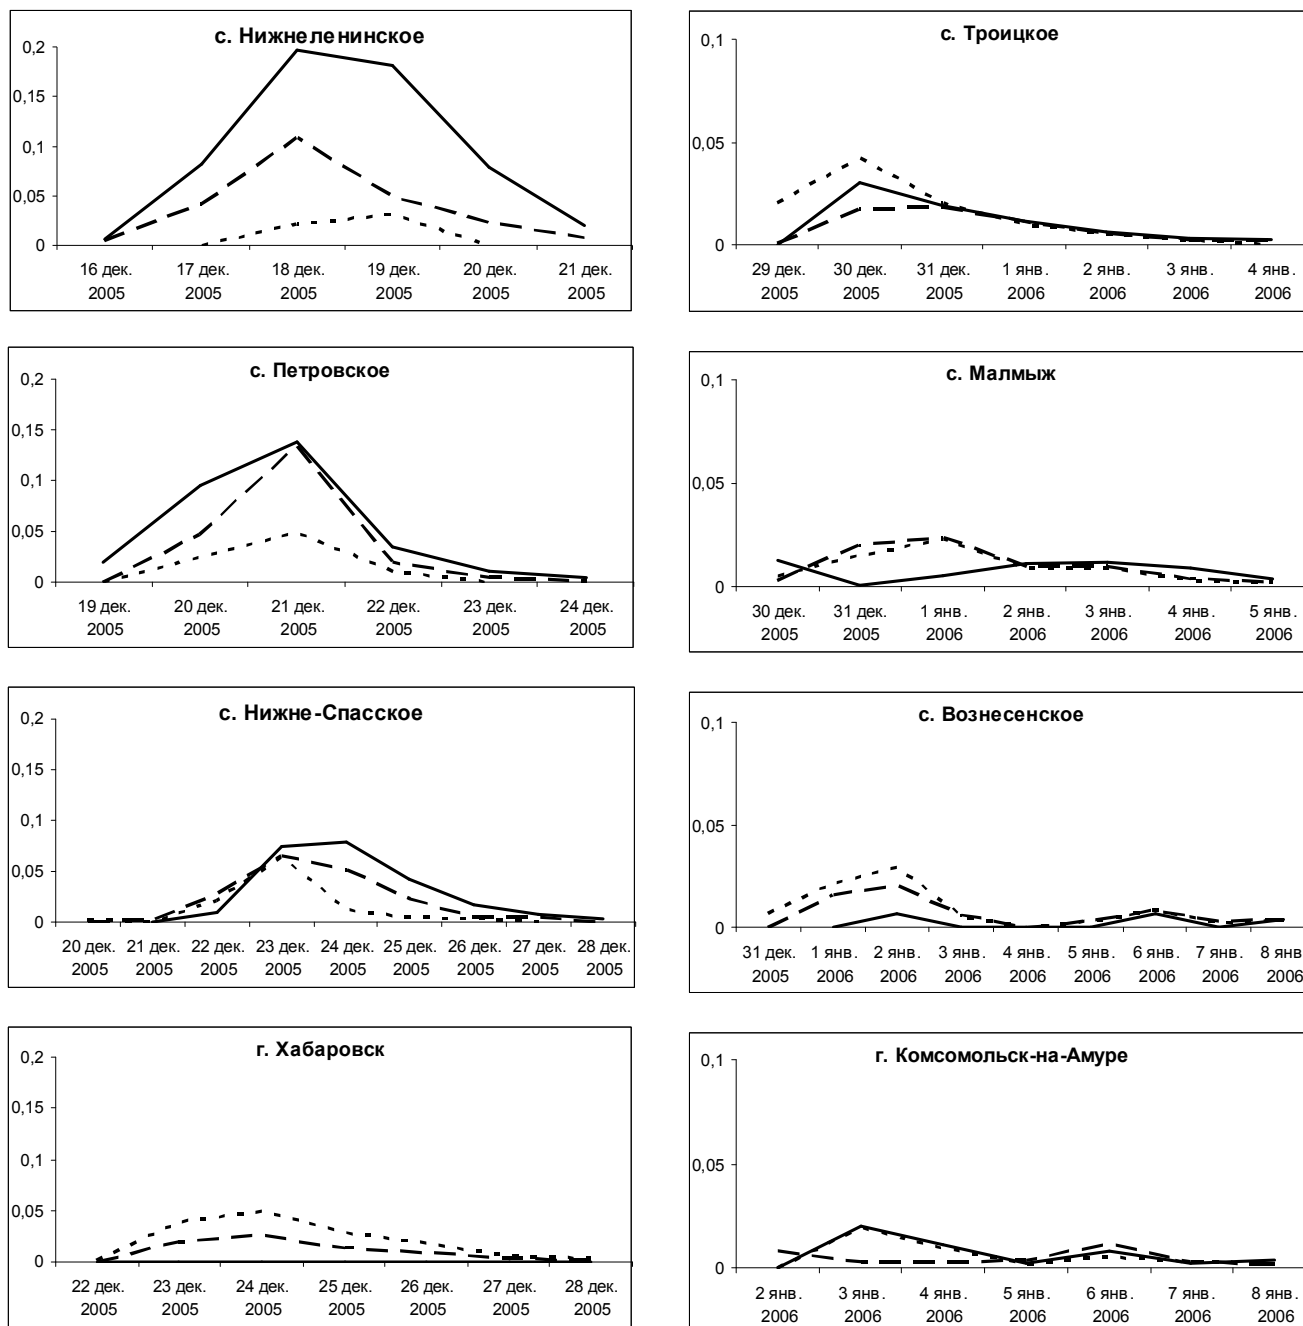 с. Нижнеленинское
0,2
0,15
0,1
0,05
0
16 дек. 17 дек. 18 дек. 19 дек. 20 дек. 21 дек.
2005 2005 2005 2005 2005 2005
с. Троицкое
0,1
0,05
0
29 дек. 30 дек. 31 дек. 1 янв. 2 янв. 3 янв. 4 янв.
2005 2005 2005 2006 2006 2006 2006
с. Петровское
0,2
0,15
0,1
0,05
0
19 дек. 20 дек. 21 дек. 22 дек. 23 дек. 24 дек.
2005 2005 2005 2005 2005 2005
с. Малмыж
0,1
0,05
0
30 дек. 31 дек. 1 янв. 2 янв. 3 янв. 4 янв. 5 янв.
2005 2005 2006 2006 2006 2006 2006
с. Нижне-Спасское
0,2
0,15
0,1
0,05
0
20 дек. 21 дек. 22 дек. 23 дек. 24 дек. 25 дек. 26 дек. 27 дек. 28 дек.
2005 2005 2005 2005 2005 2005 2005 2005 2005
с. Вознесенское
0,1
0,05
0
31 дек. 1 янв. 2 янв. 3 янв. 4 янв. 5 янв. 6 янв. 7 янв. 8 янв
2005 2006 2006 2006 2006 2006 2006 2006 2006
г. Хабаровск
0,2
0,15
0,1
0,05
0
22 дек. 23 дек. 24 дек. 25 дек. 26 дек. 27 дек. 28 дек.
2005 2005 2005 2005 2005 2005 2005
г. Комсомольск-на-Амуре
0,1
0,05
0
2 янв. 3 янв. 4 янв. 5 янв. 6 янв. 7 янв. 8 янв.
2006 2006 2006 2006 2006 2006 2006